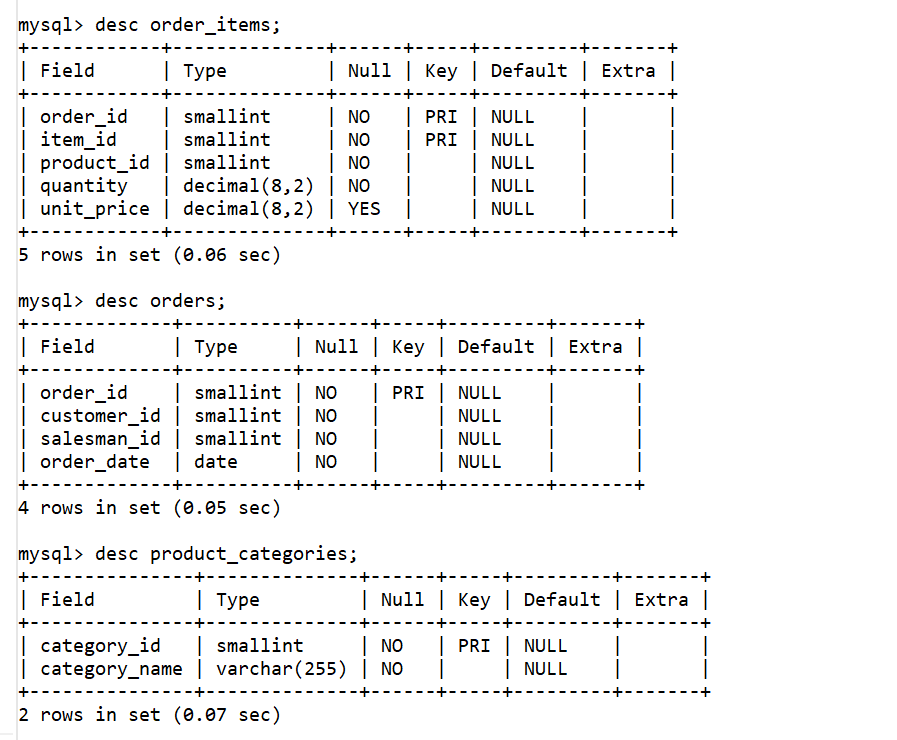 mysql> desc order_items;
+------------+--------------+------+-----+---------+-------+
| Field      | Type         | Null | Key | Default | Extra |
+------------+--------------+------+-----+---------+-------+
| order_id   | smallint     | NO   | PRI | NULL    |       |
| item_id    | smallint     | NO   | PRI | NULL    |       |
| product_id | smallint     | NO   |     | NULL    |       |
| quantity   | decimal(8,2) | NO   |     | NULL    |       |
| unit_price | decimal(8,2) | YES  |     | NULL    |       |
+------------+--------------+------+-----+---------+-------+
5 rows in set (0.06 sec)
mysql> desc orders;
+-------------+----------+------+-----+---------+-------+
| Field       | Type     | Null | Key | Default | Extra |
+-------------+----------+------+-----+---------+-------+
| order_id    | smallint | NO   | PRI | NULL    |       |
| customer_id | smallint | NO   |     | NULL    |       |
| salesman_id | smallint | NO   |     | NULL    |       |
| order_date  | date     | NO   |     | NULL    |       |
+-------------+----------+------+-----+---------+-------+
4 rows in set (0.05 sec)
mysql> desc product_categories;
+---------------+--------------+------+-----+---------+-------+
| Field         | Type         | Null | Key | Default | Extra |
+---------------+--------------+------+-----+---------+-------+
| category_id   | smallint     | NO   | PRI | NULL    |       |
| category_name | varchar(255) | NO   |     | NULL    |       |
+---------------+--------------+------+-----+---------+-------+
2 rows in set (0.07 sec)